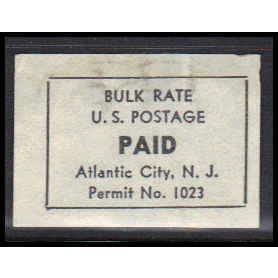 BULK RATE
U. S. POSTAGE
PAID
Atlantic City, N. J.
Permit No. 1023